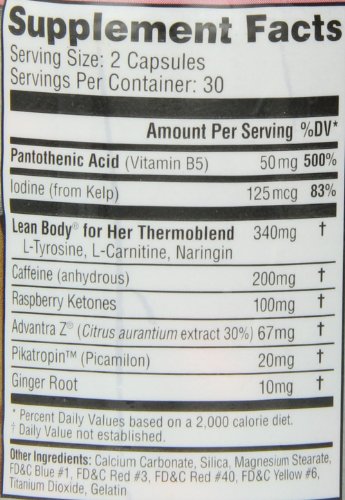 Supplement Facts
Serving Size: 2 Capsules
Servings Per Container: 30
Amount Per Serving %DV*
Pantothenic Acid (Vitamin B5) 50mg 500%
Iodine (from Kelp) 125mcg 83%
Lean Body® for Her Thermoblend 340mg †
L-Tyrosine, L-Carnitine, Naringin
Caffeine (anhydrous) 200mg †
Raspberry Ketones 100mg †
Advantra Z® (Citrus aurantium extract 30%) 67mg †
Pikatropin™ (Picamilon) 20mg †
Ginger Root 10mg †
* Percent Daily Values based on a 2,000 calorie diet.
† Daily Value not established.
Other Ingredients: Calcium Carbonate, Silica, Magnesium Stearate,
FD&C Blue #1, FD&C Red #3, FD&C Red #40, FD&C Yellow #6,
Titanium Dioxide, Gelatin